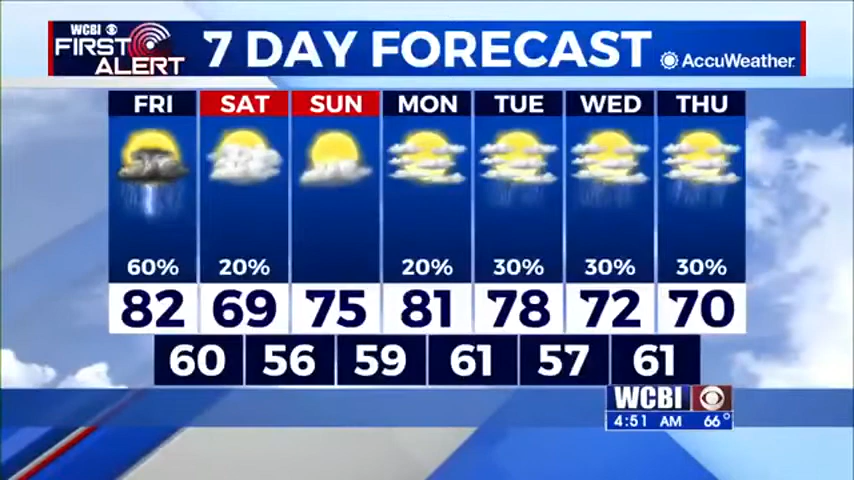 WCBI
FIRST
ALERT
7 DAY FORECAST
AccuWeather
FRI SAT SUN MON TUE WED THU
60% 20% 20% 30% 30% 30%
82 69 75 81 78 72 70
60 56 59 61 57 61
WCBI
4:51 AM 66°